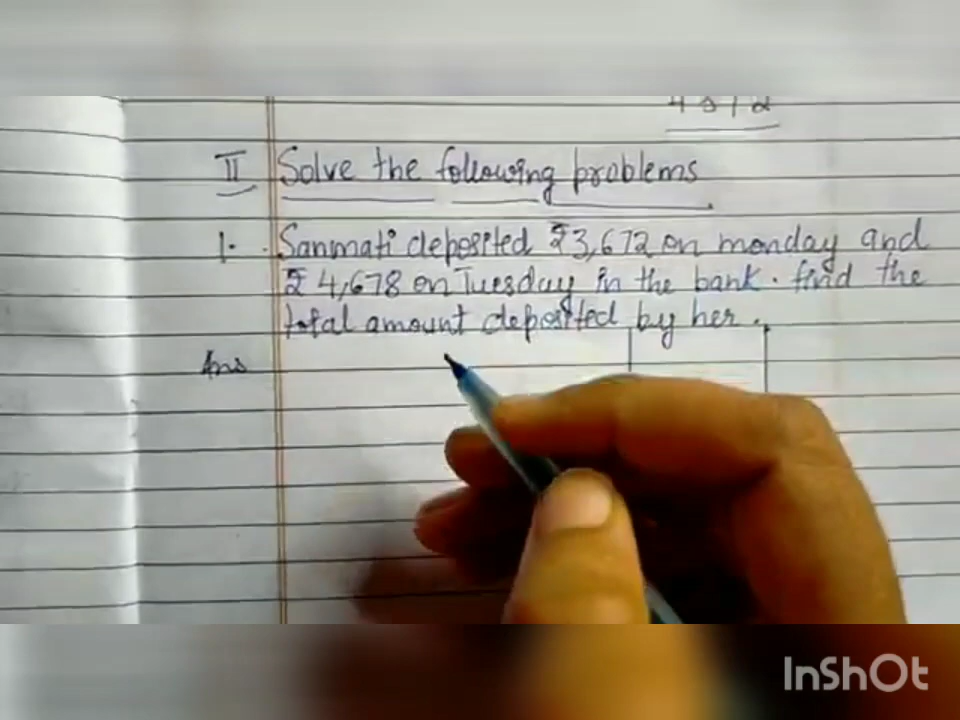 II Solve the following problems
1. Sanmati deposited ₹3,672 on monday and
₹ 4,678 on Tuesday in the bank. find the
total amount deposited by her.
Ans
InShOt